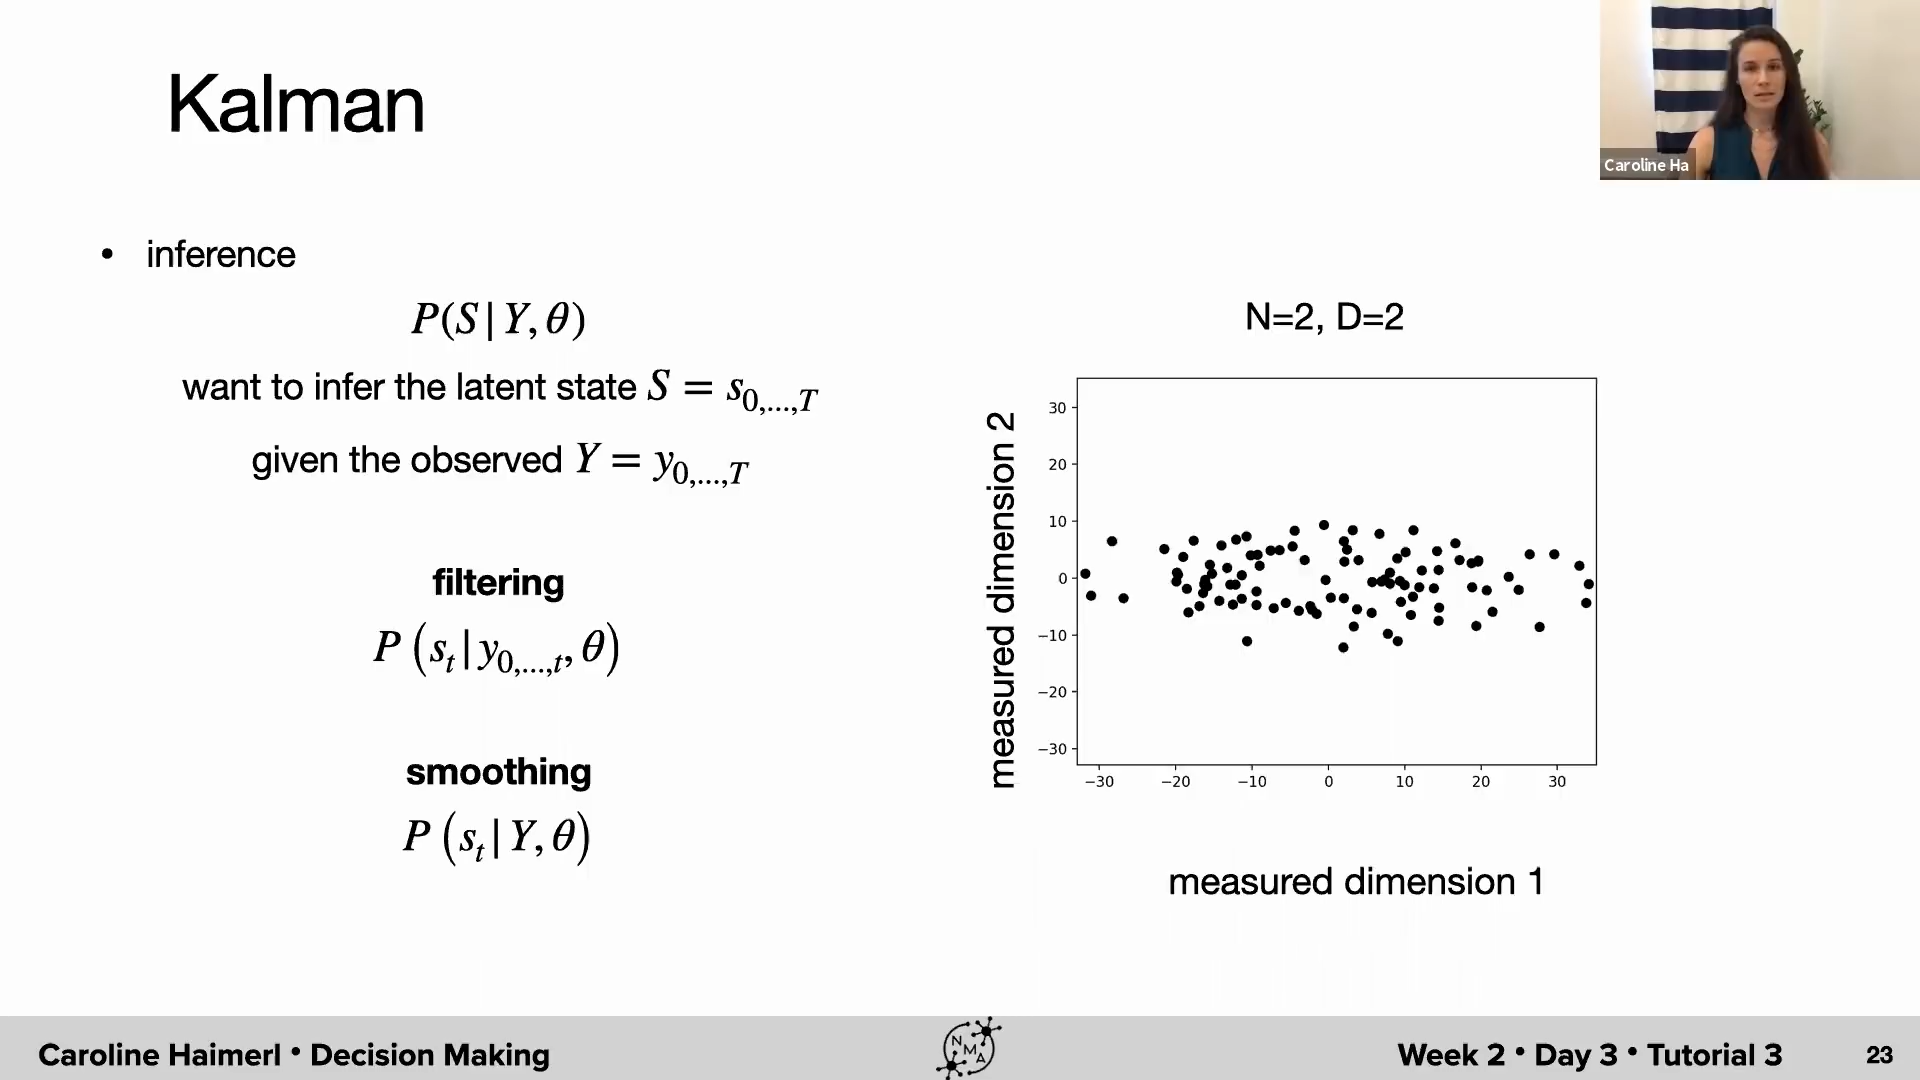 Kalman
Caroline Ha
• inference
P(S | Y, θ)
want to infer the latent state S = s0,...,T
given the observed Y = y0,...,T
filtering
P (st | y0,...,t, θ)
smoothing
P (st | Y, θ)
N=2, D=2
measured dimension 2
30
20
10
0
−10
−20
−30
−30 −20 −10 0 10 20 30
measured dimension 1
Caroline Haimerl • Decision Making
N M A
Week 2 • Day 3 • Tutorial 3 23